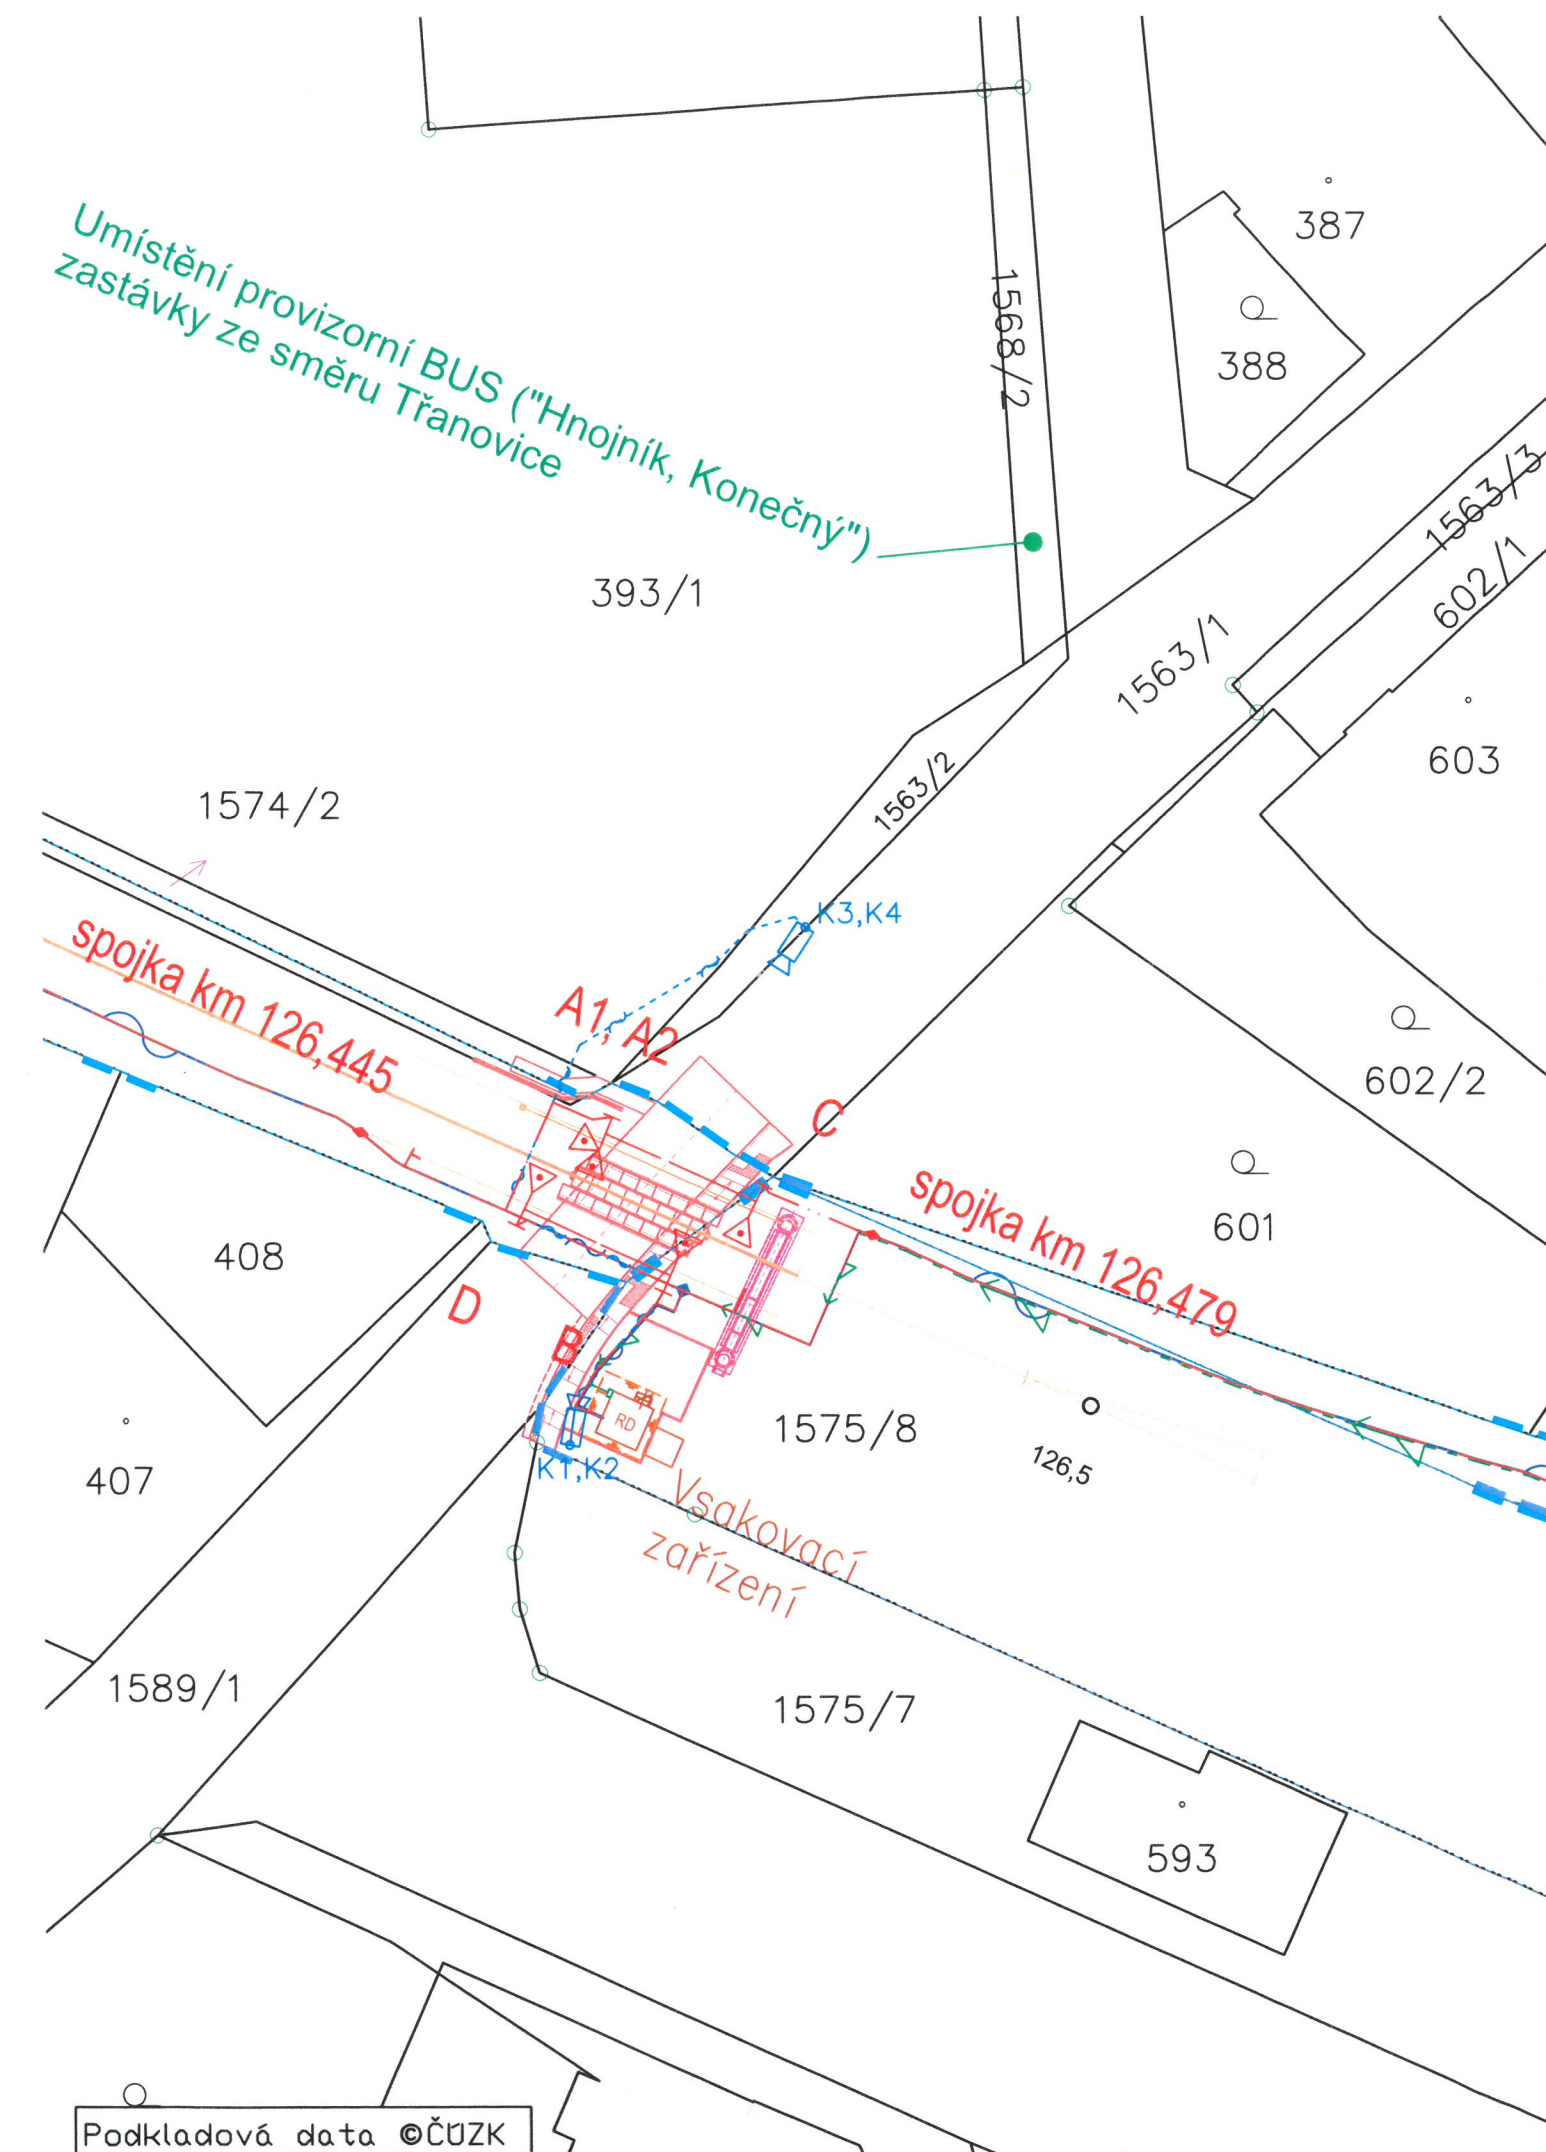 387
Umístění provizorní BUS ("Hnojník, Konečný")
zastávky ze směru Třanovice
1568/2
388
1563/3
602/1
393/1
1563/1
603
1574/2
1563/2
K3,K4
spojka km 126,445
A1, A2
602/2
C
spojka km 126,479
601
408
D
B
RD
1575/8
126,5
407
K1,K2
Vsakovací
zařízení
1589/1
1575/7
593
Podkladová data ©ČÚZK